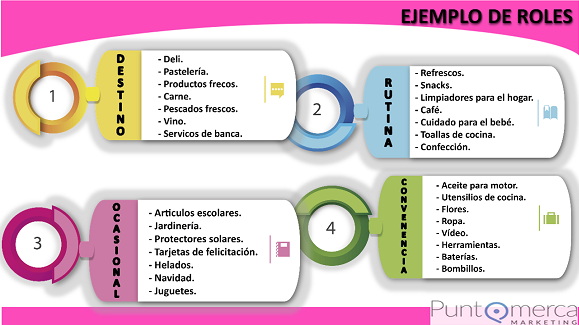 EJEMPLO DE ROLES
1
DESTINO
- Deli.
- Pastelería.
- Productos frecos.
- Carne.
- Pescados frescos.
- Vino.
- Servicos de banca.
2
RUTINA
- Refrescos.
- Snacks.
- Limpiadores para el hogar.
- Café.
- Cuidado para el bebé.
- Toallas de cocina.
- Confección.
3
OCASIONAL
- Articulos escolares.
- Jardinería.
- Protectores solares.
- Tarjetas de felicitación.
- Helados.
- Navidad.
- Juguetes.
4
CONVENENCIA
- Aceite para motor.
- Utensilios de cocina.
- Flores.
- Ropa.
- Vídeo.
- Herramientas.
- Baterías.
- Bombillos.
Puntomerca
MARKETING